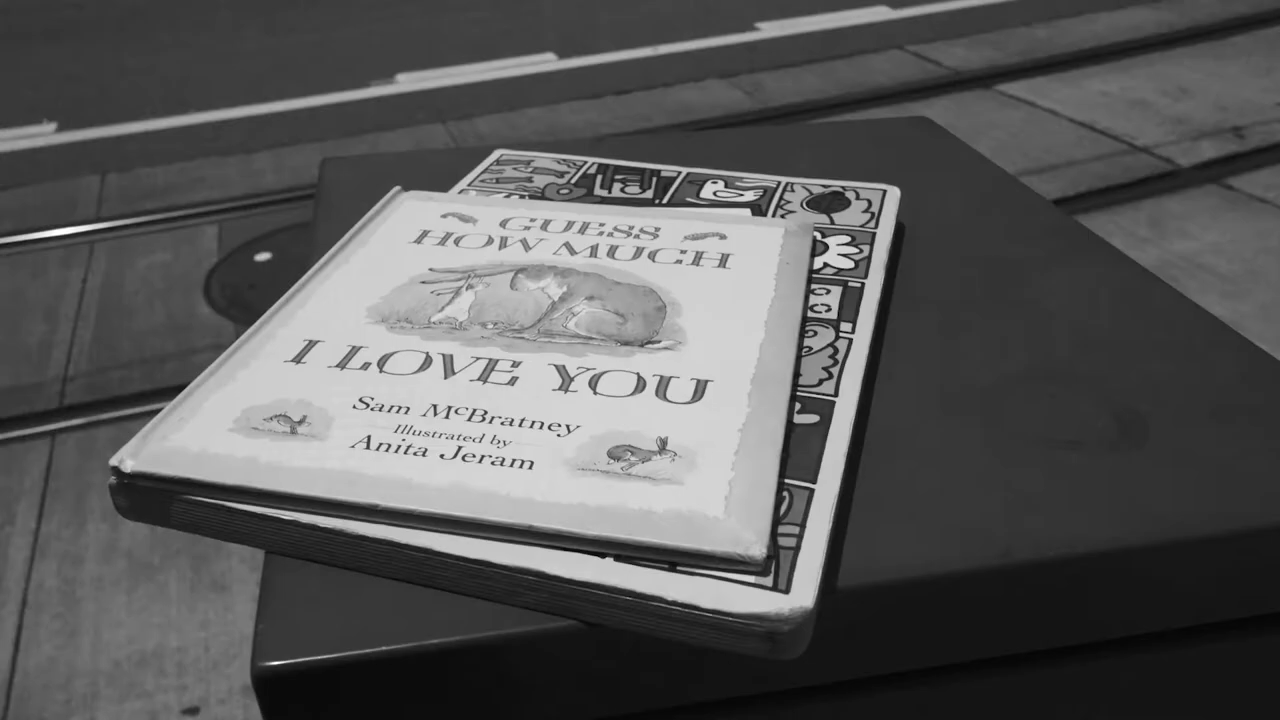 GUESS
HOW MUCH
I LOVE YOU
Sam McBratney
Illustrated by
Anita Jeram